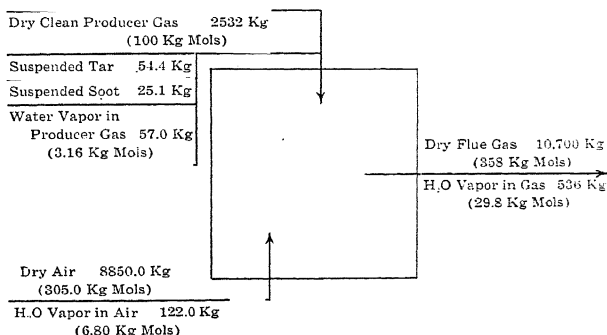 Dry Clean Producer Gas 2532 Kg
(100 Kg Mols)
Suspended Tar 54.4 Kg
Suspended Soot 25.1 Kg
Water Vapor in
Producer Gas 57.0 Kg
(3.16 Kg Mols)
Dry Flue Gas 10,700 Kg
(358 Kg Mols)
H₂O Vapor in Gas 536 Kg
(29.8 Kg Mols)
Dry Air 8850.0 Kg
(305.0 Kg Mols)
H₂O Vapor in Air 122.0 Kg
(6.80 Kg Mols)